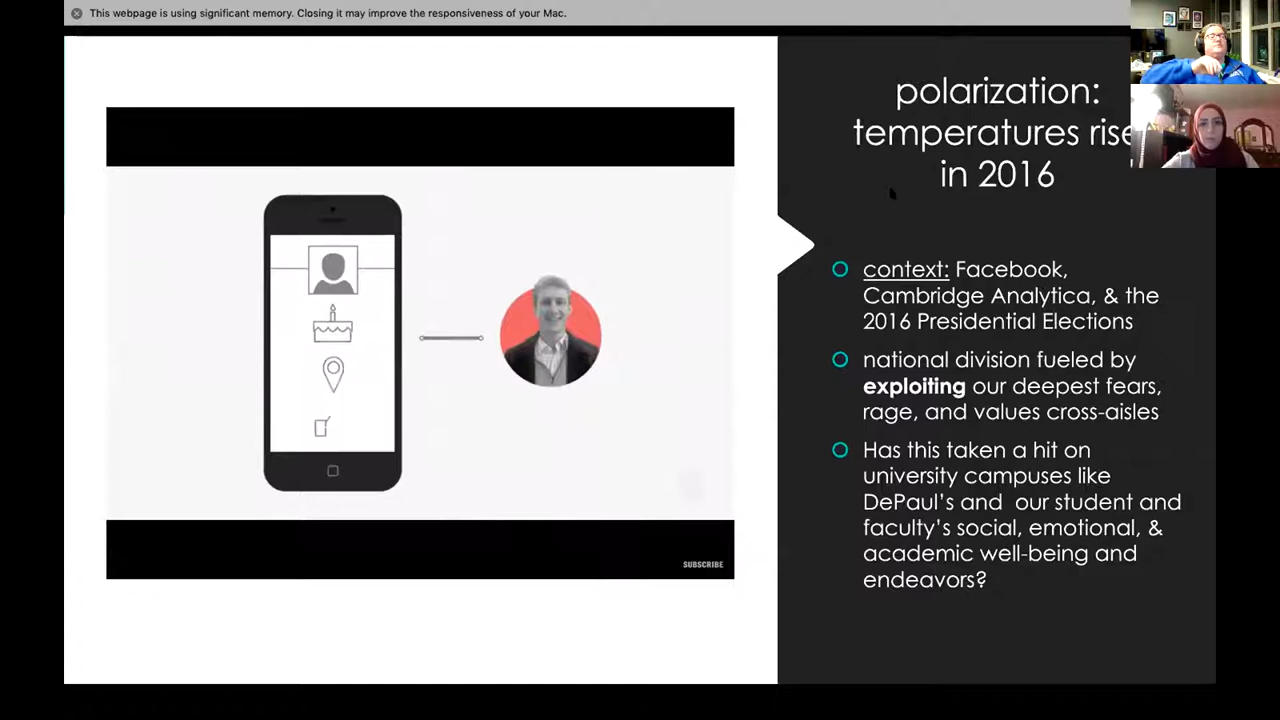 This webpage is using significant memory. Closing it may improve the responsiveness of your Mac.
polarization:
temperatures rise
in 2016
context: Facebook,
Cambridge Analytica, & the
2016 Presidential Elections
national division fueled by
exploiting our deepest fears,
rage, and values cross-aisles
Has this taken a hit on
university campuses like
DePaul's and our student and
faculty's social, emotional, &
academic well-being and
endeavors?
SUBSCRIBE